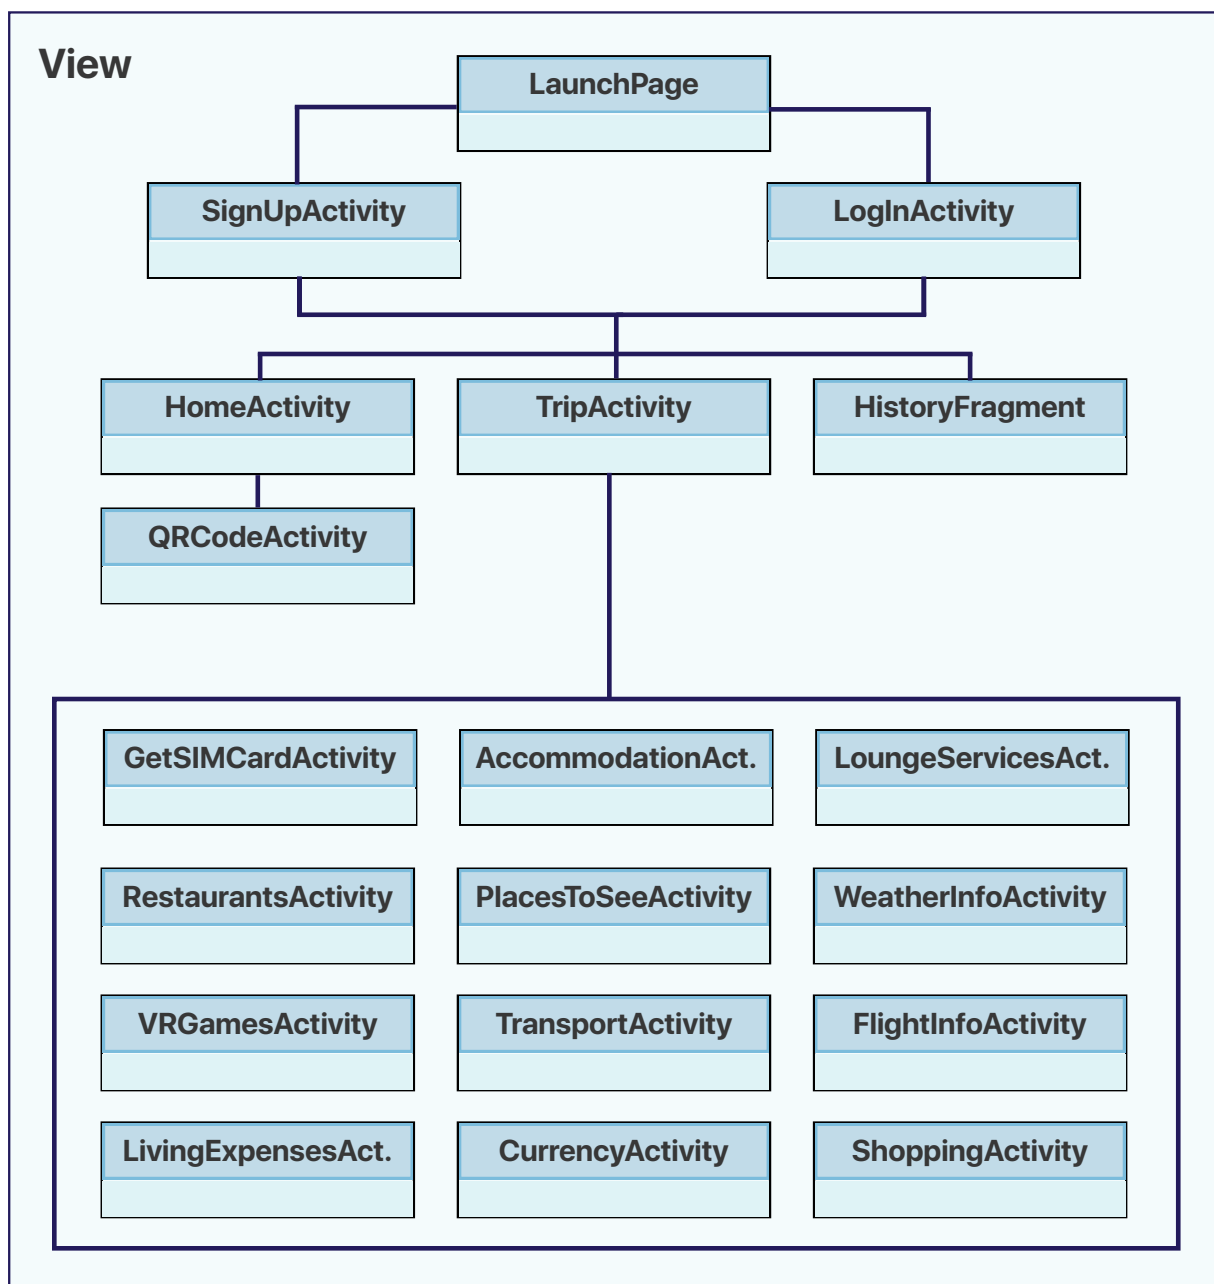 View
LaunchPage
SignUpActivity
LogInActivity
HomeActivity
TripActivity
HistoryFragment
QRCodeActivity
GetSIMCardActivity
AccommodationAct.
LoungeServicesAct.
RestaurantsActivity
PlacesToSeeActivity
WeatherInfoActivity
VRGamesActivity
TransportActivity
FlightInfoActivity
LivingExpensesAct.
CurrencyActivity
ShoppingActivity